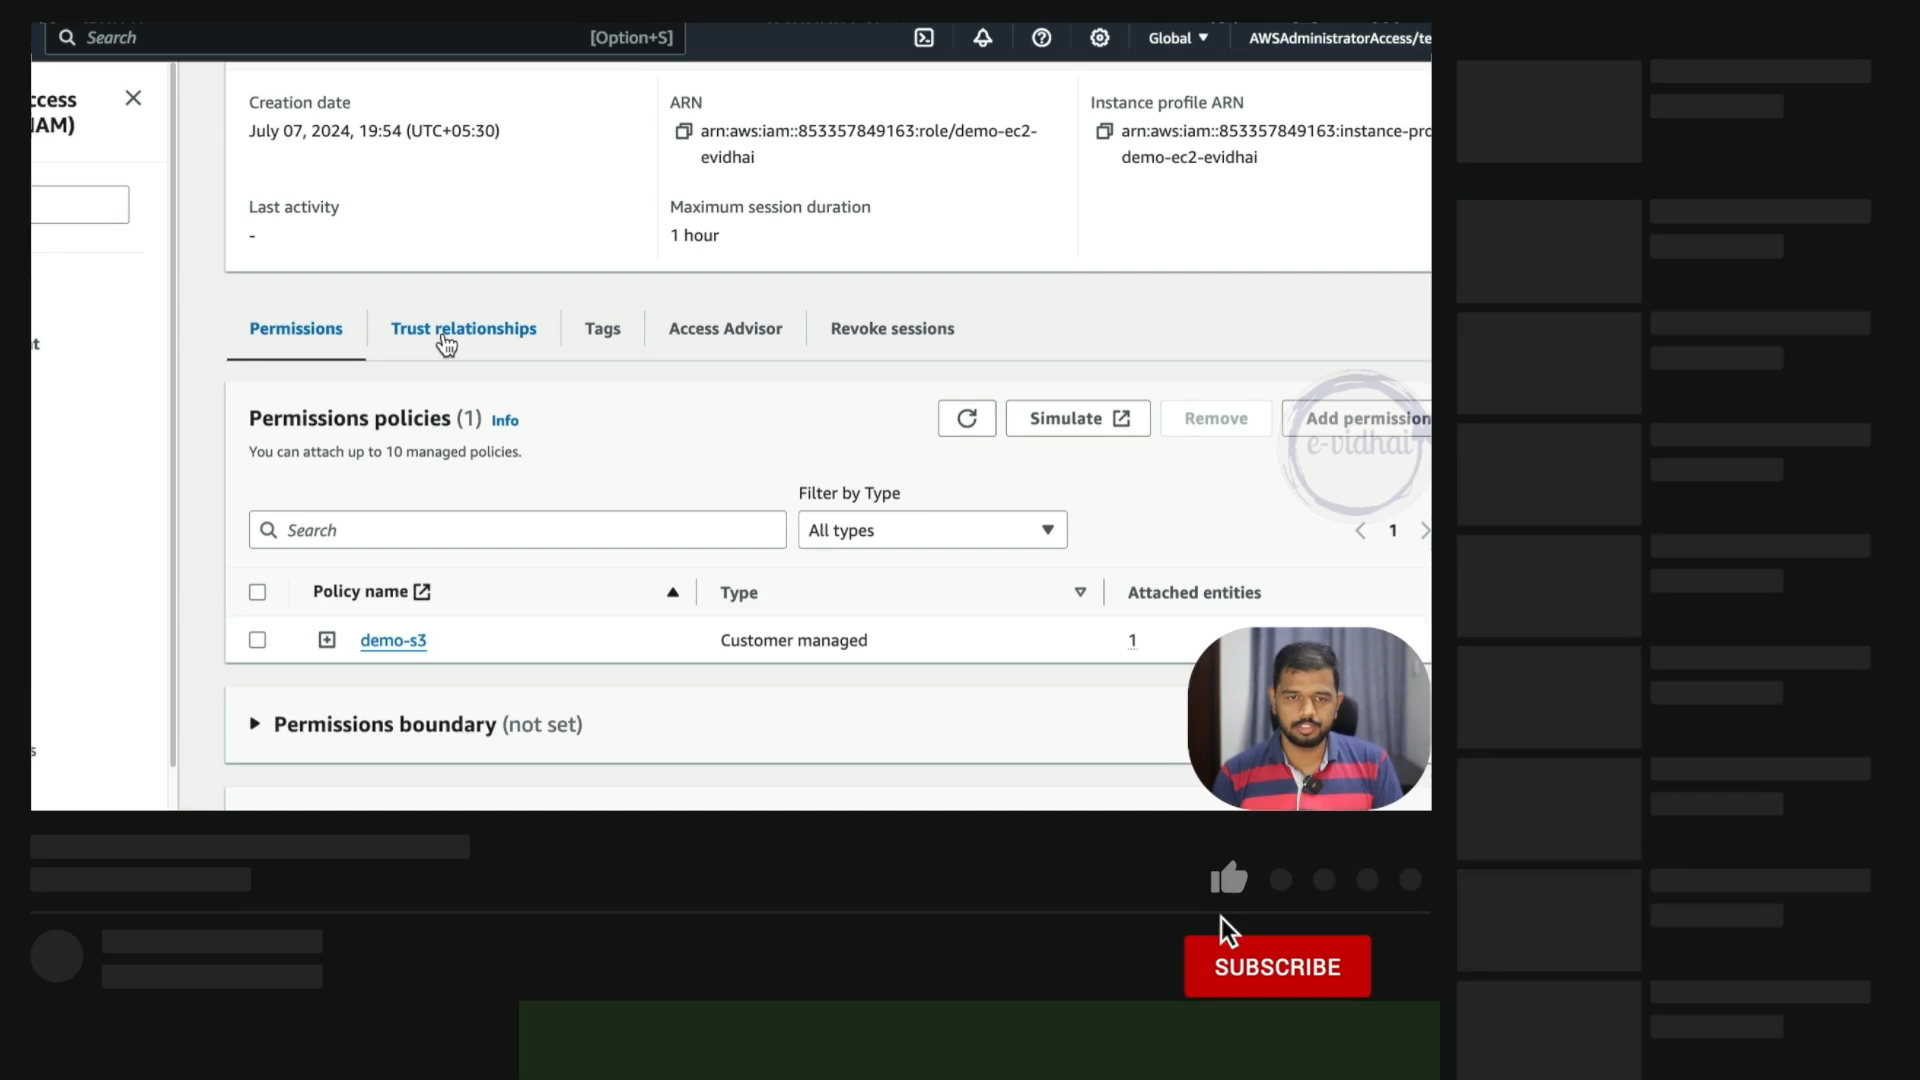 Search
[Option+S]
Global
AWSAdministratorAccess/te
ccess
IAM)
Creation date
July 07, 2024, 19:54 (UTC+05:30)
ARN
arn:aws:iam::853357849163:role/demo-ec2-
evidhai
Instance profile ARN
arn:aws:iam::853357849163:instance-pro
demo-ec2-evidhai
Last activity
-
Maximum session duration
1 hour
t
s
Permissions
Trust relationships
Tags
Access Advisor
Revoke sessions
Permissions policies (1) Info
You can attach up to 10 managed policies.
Simulate
Remove
Add permission
e-vidhai
Filter by Type
Search
All types
1
Policy name
Type
Attached entities
demo-s3
Customer managed
1
Permissions boundary (not set)
SUBSCRIBE